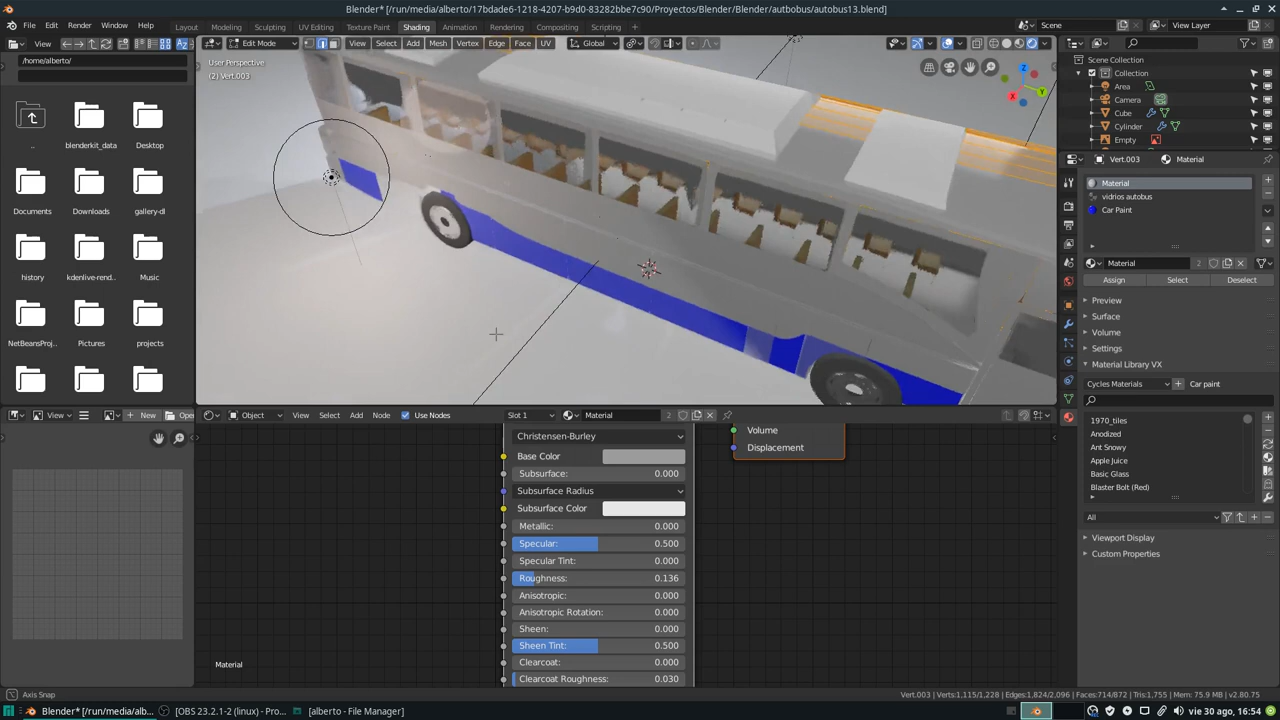 Blender* [/run/media/alberto/17bdade6-1218-4207-b9d0-83282bbe7c90/Proyectos/Blender/Blender/autbobus/autobus13.blend]
File Edit Render Window Help Layout Modeling Sculpting UV Editing Texture Paint Shading Animation Rendering Compositing Scripting Scene View Layer
View Edit Mode View Select Add Mesh Vertex Edge Face UV Global
/home/alberto/
User Perspective
(2) Vert.003
.. blenderkit_data Desktop
Documents Downloads gallery-dl
history kdenlive-rend.. Music
NetBeansProj.. Pictures projects
Scene Collection
Collection
Area
Camera
Cube
Cylinder
Empty
Vert.003 Material
Material
vidrios autobus
Car Paint
Material 2
Assign Select Deselect
Preview
Surface
Volume
Settings
Material Library VX
Cycles Materials Car paint
1970_tiles
Anodized
Ant Snowy
Apple Juice
Basic Glass
Blaster Bolt (Red)
All
Viewport Display
Custom Properties
View New Open Object View Select Add Node Use Nodes Slot 1 Material 2
Christensen-Burley
Base Color
Subsurface: 0.000
Subsurface Radius
Subsurface Color
Metallic: 0.000
Specular: 0.500
Specular Tint: 0.000
Roughness: 0.136
Anisotropic: 0.000
Anisotropic Rotation: 0.000
Sheen: 0.000
Sheen Tint: 0.500
Clearcoat: 0.000
Clearcoat Roughness: 0.030
Volume
Displacement
Material
Axis Snap
Vert.003 | Verts:1,115/1,228 | Edges:1,824/2,096 | Faces:714/872 | Tris:1,755 | Mem: 75.9 MB | v2.80.75
Blender* [/run/media/alberto/17bdade6-... [OBS 23.2.1-2 (linux) - Pro... [alberto - File Manager] vie 30 ago, 16:54